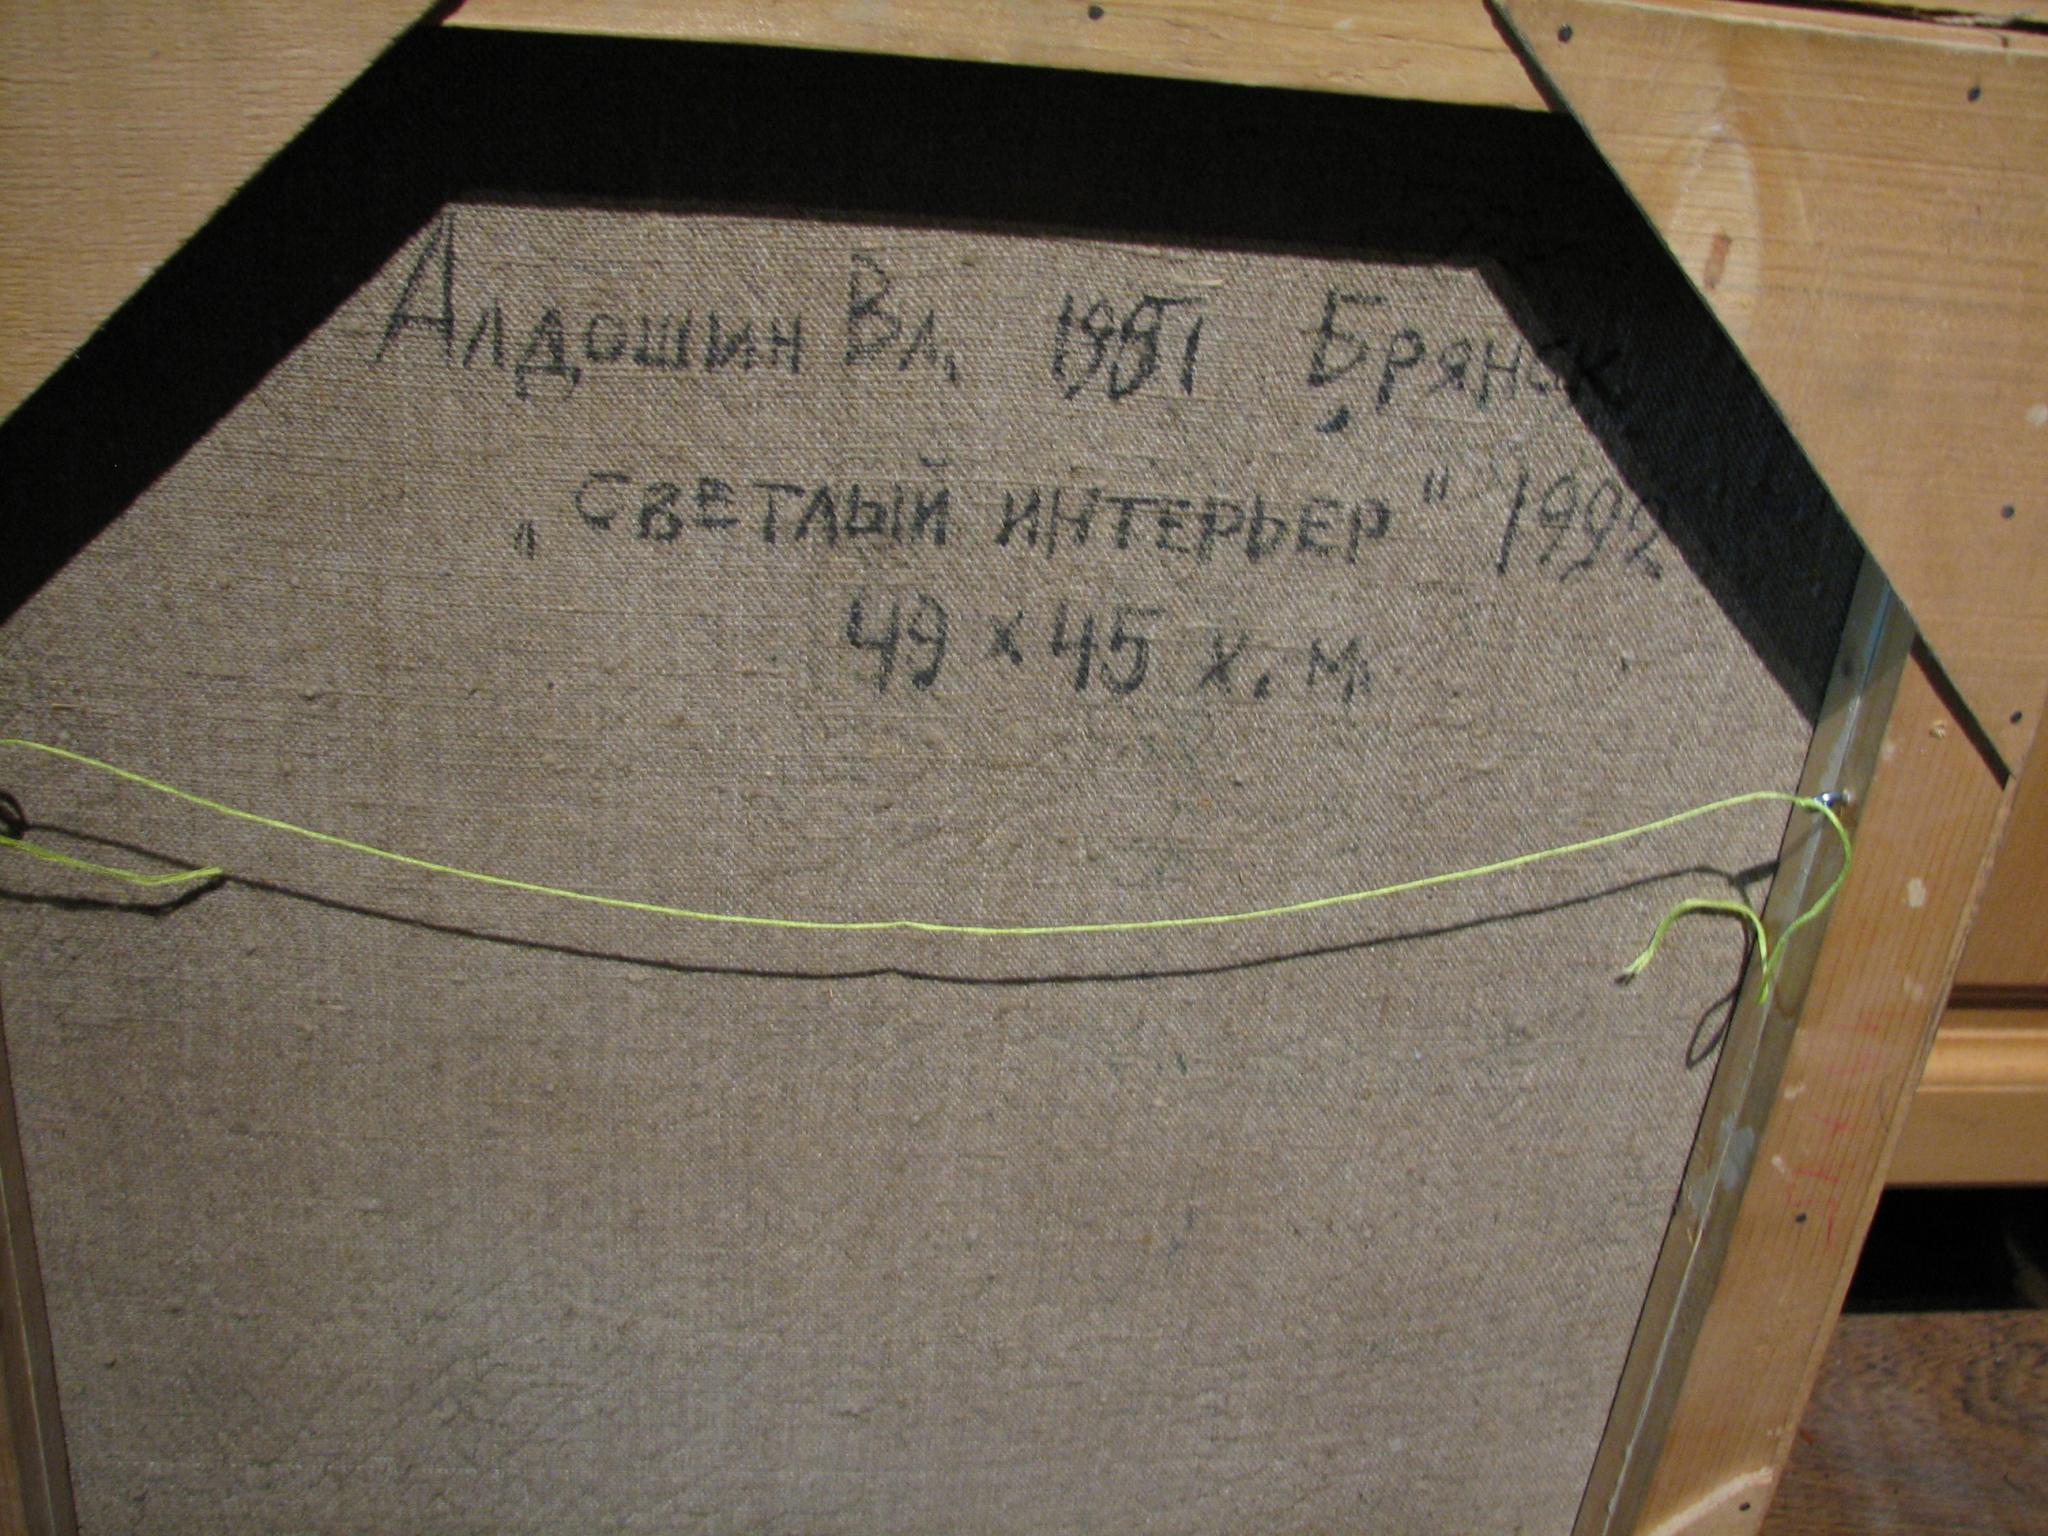 Алдошин Вл. 1951 Брянск
„СВЕТЛЫЙ ИНТЕРЬЕР" 1992
49 x 45 х. м.